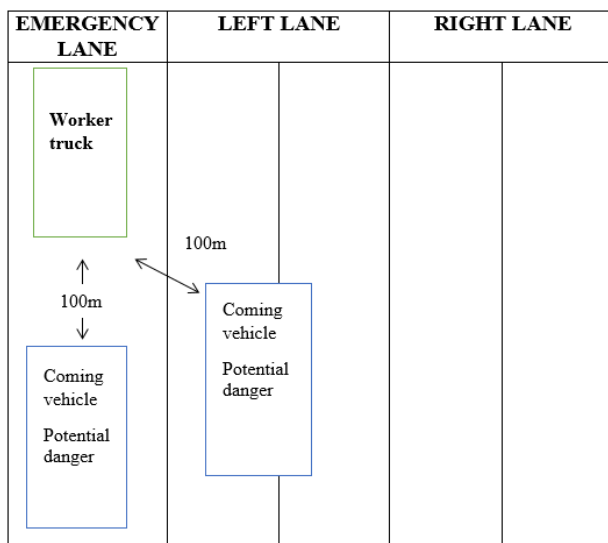 EMERGENCY
LANE
LEFT LANE
RIGHT LANE
Worker
truck
100m
100m
Coming
vehicle
Potential
danger
Coming
vehicle
Potential
danger